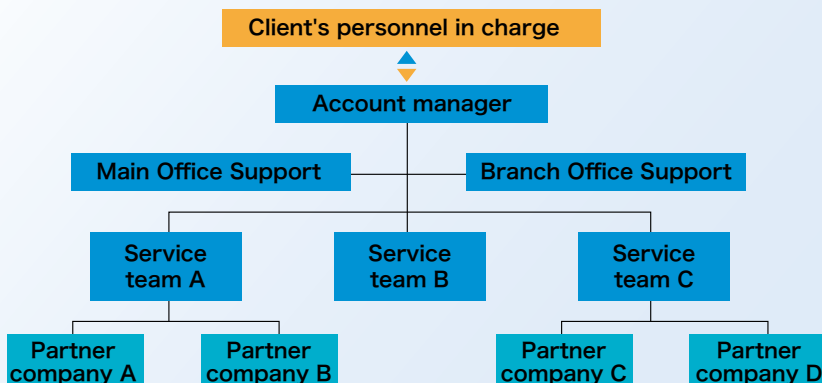 Client's personnel in charge
Account manager
Main Office Support
Branch Office Support
Service
team A
Service
team B
Service
team C
Partner
company A
Partner
company B
Partner
company C
Partner
company D